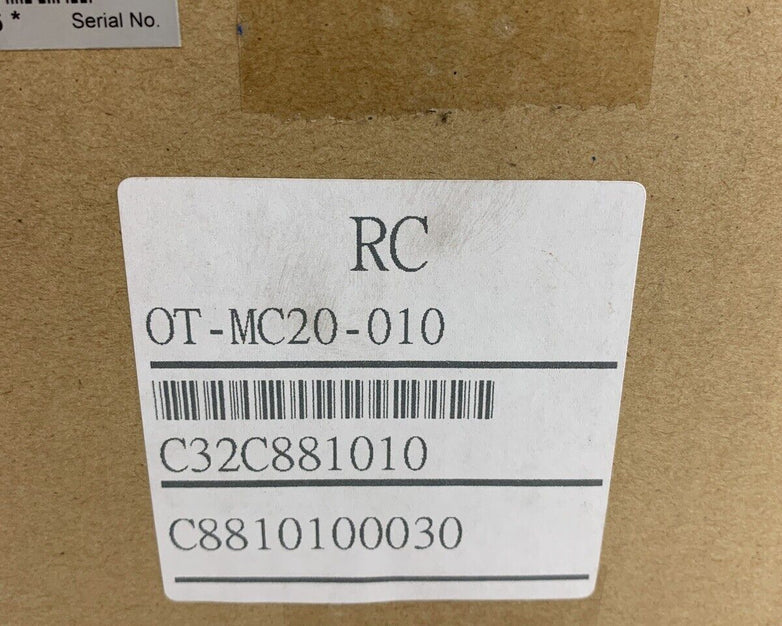 * Serial No.
RC
OT-MC20-010
C32C881010
C8810100030